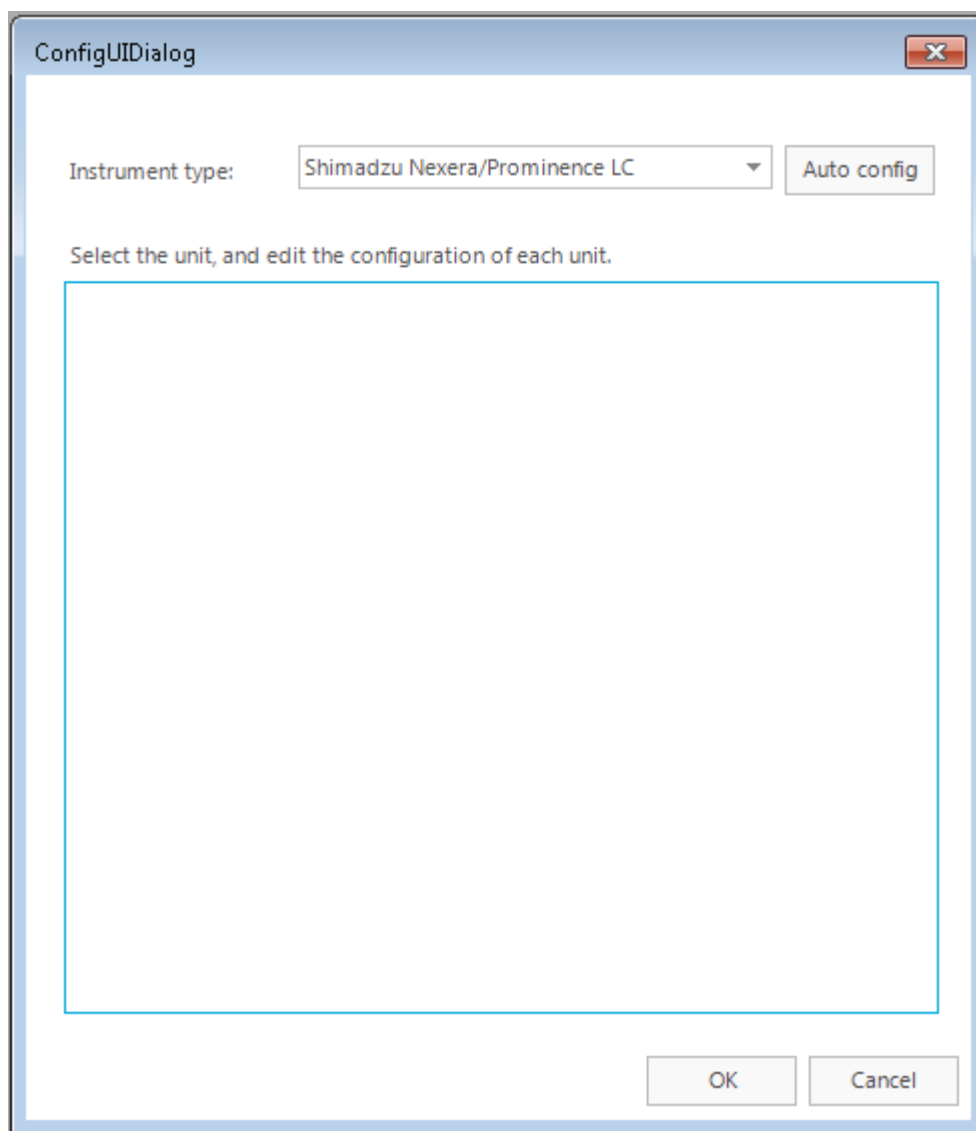 ConfigUIDialog
Instrument type: Shimadzu Nexera/Prominence LC Auto config
Select the unit, and edit the configuration of each unit.
OK Cancel